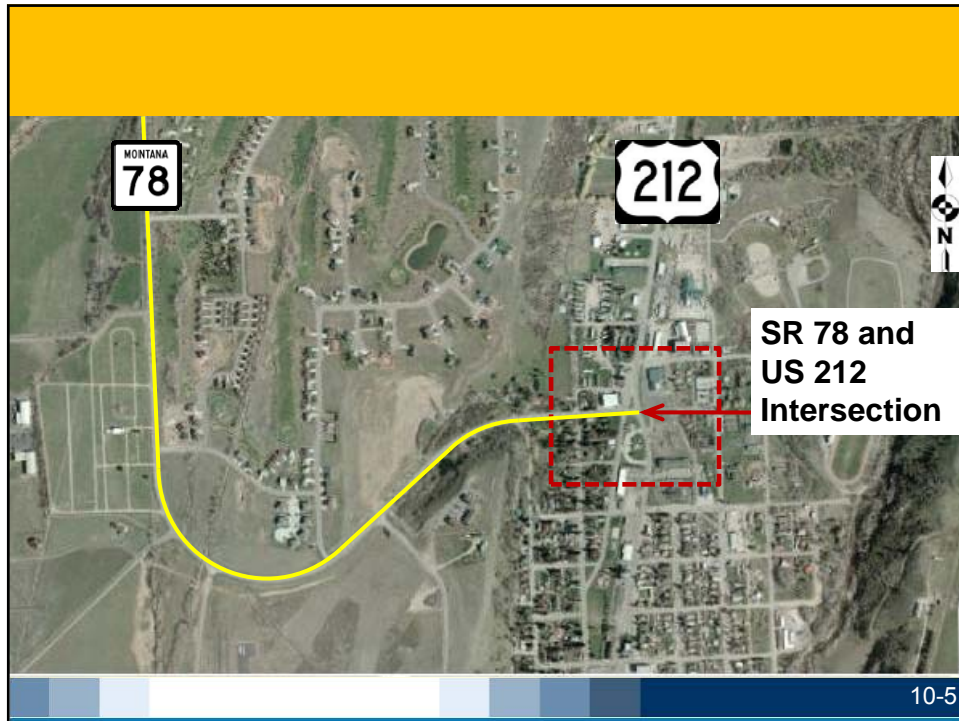 MONTANA
78
212
N
SR 78 and
US 212
Intersection
10-5